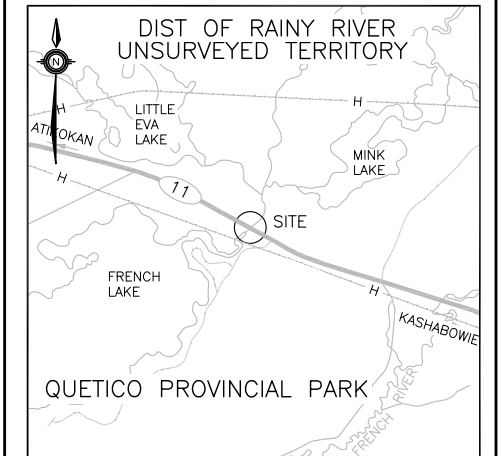 DIST OF RAINY RIVER
UNSURVEYED TERRITORY
N
H
H
LITTLE
EVA
LAKE
ATIKOKAN
MINK
LAKE
H
11
SITE
FRENCH
LAKE
H
KASHABOWIE
QUETICO PROVINCIAL PARK
FRENCH RIVER